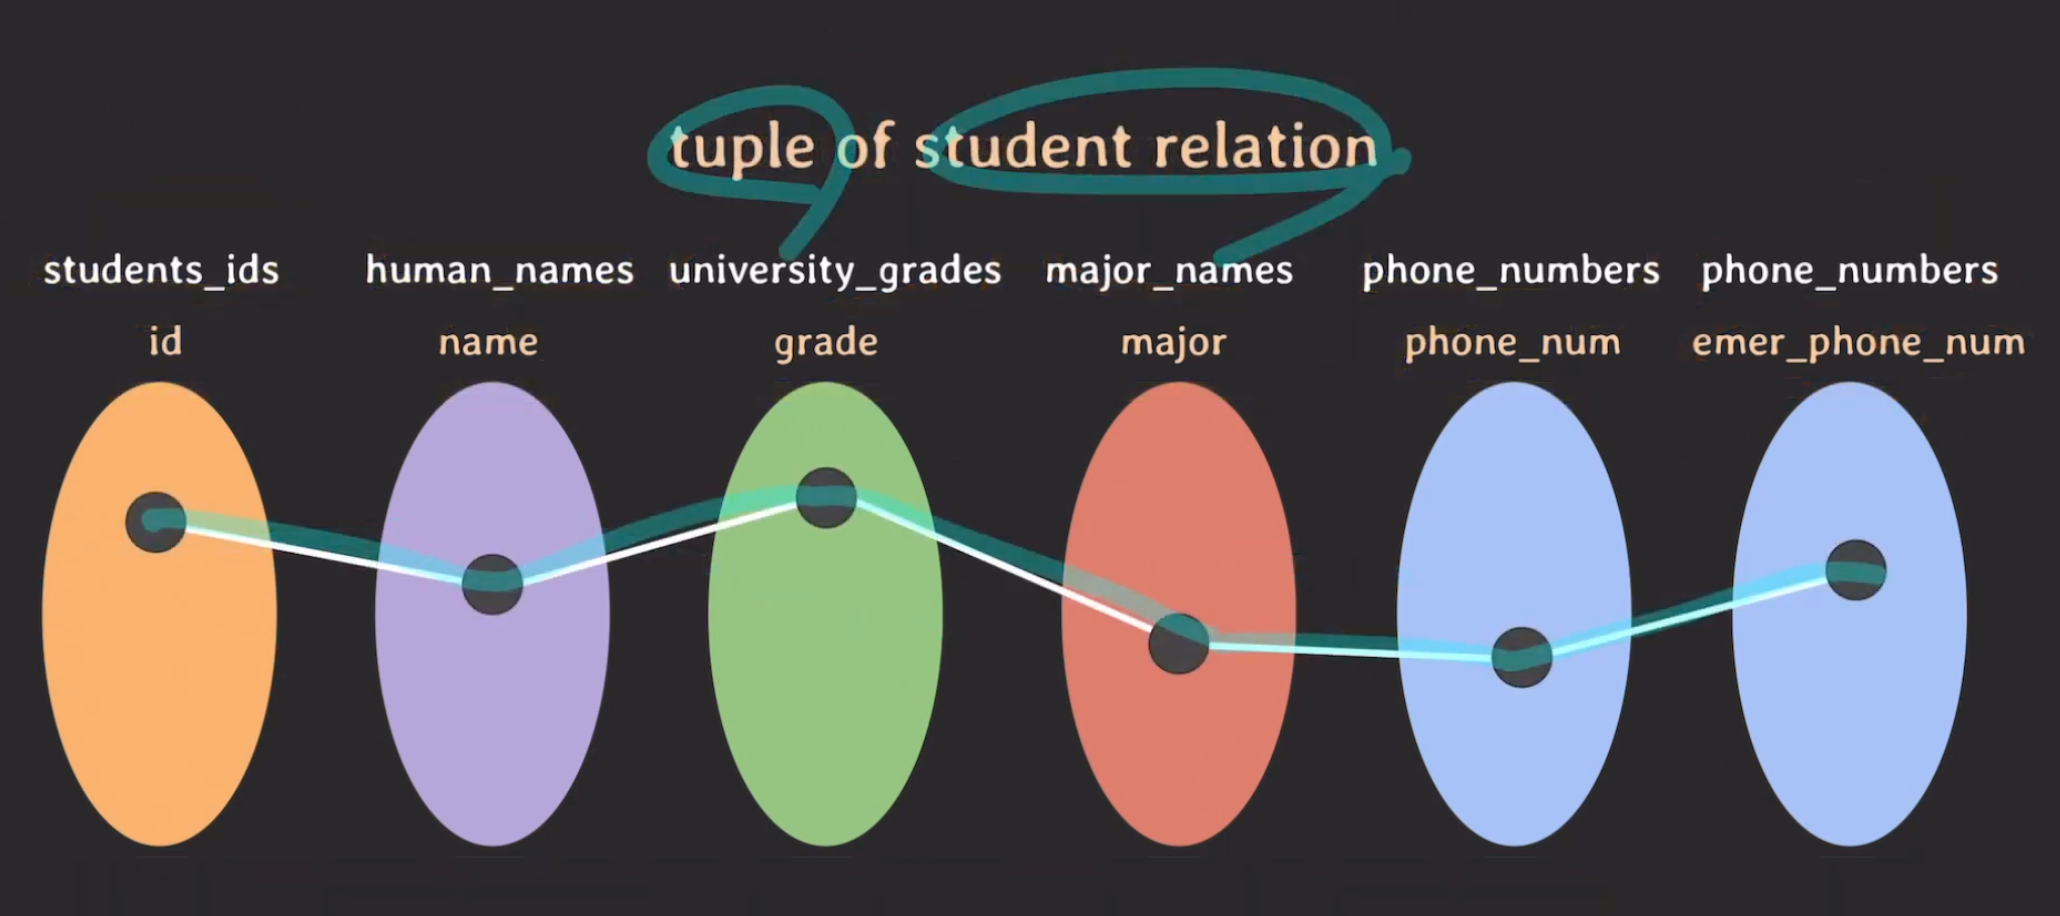 tuple of student relation
students_ids human_names university_grades major_names phone_numbers phone_numbers
id name grade major phone_num emer_phone_num